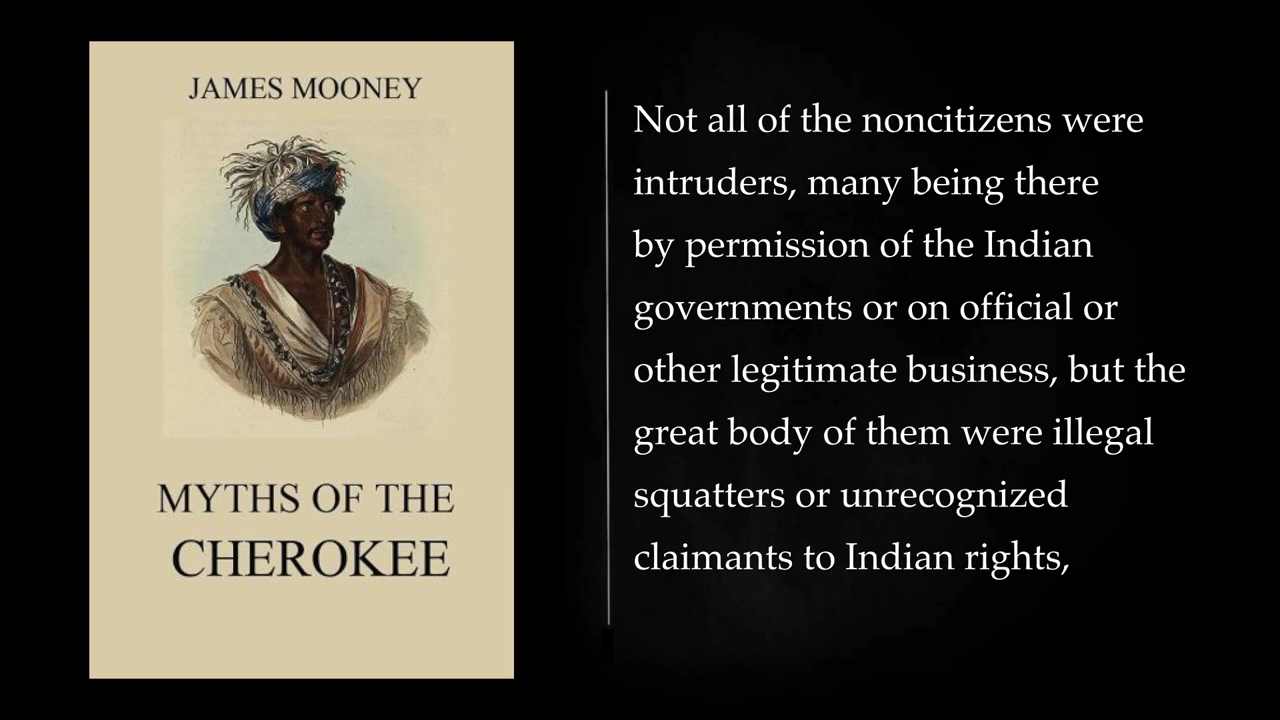 JAMES MOONEY
MYTHS OF THE
CHEROKEE
Not all of the noncitizens were
intruders, many being there
by permission of the Indian
governments or on official or
other legitimate business, but the
great body of them were illegal
squatters or unrecognized
claimants to Indian rights,